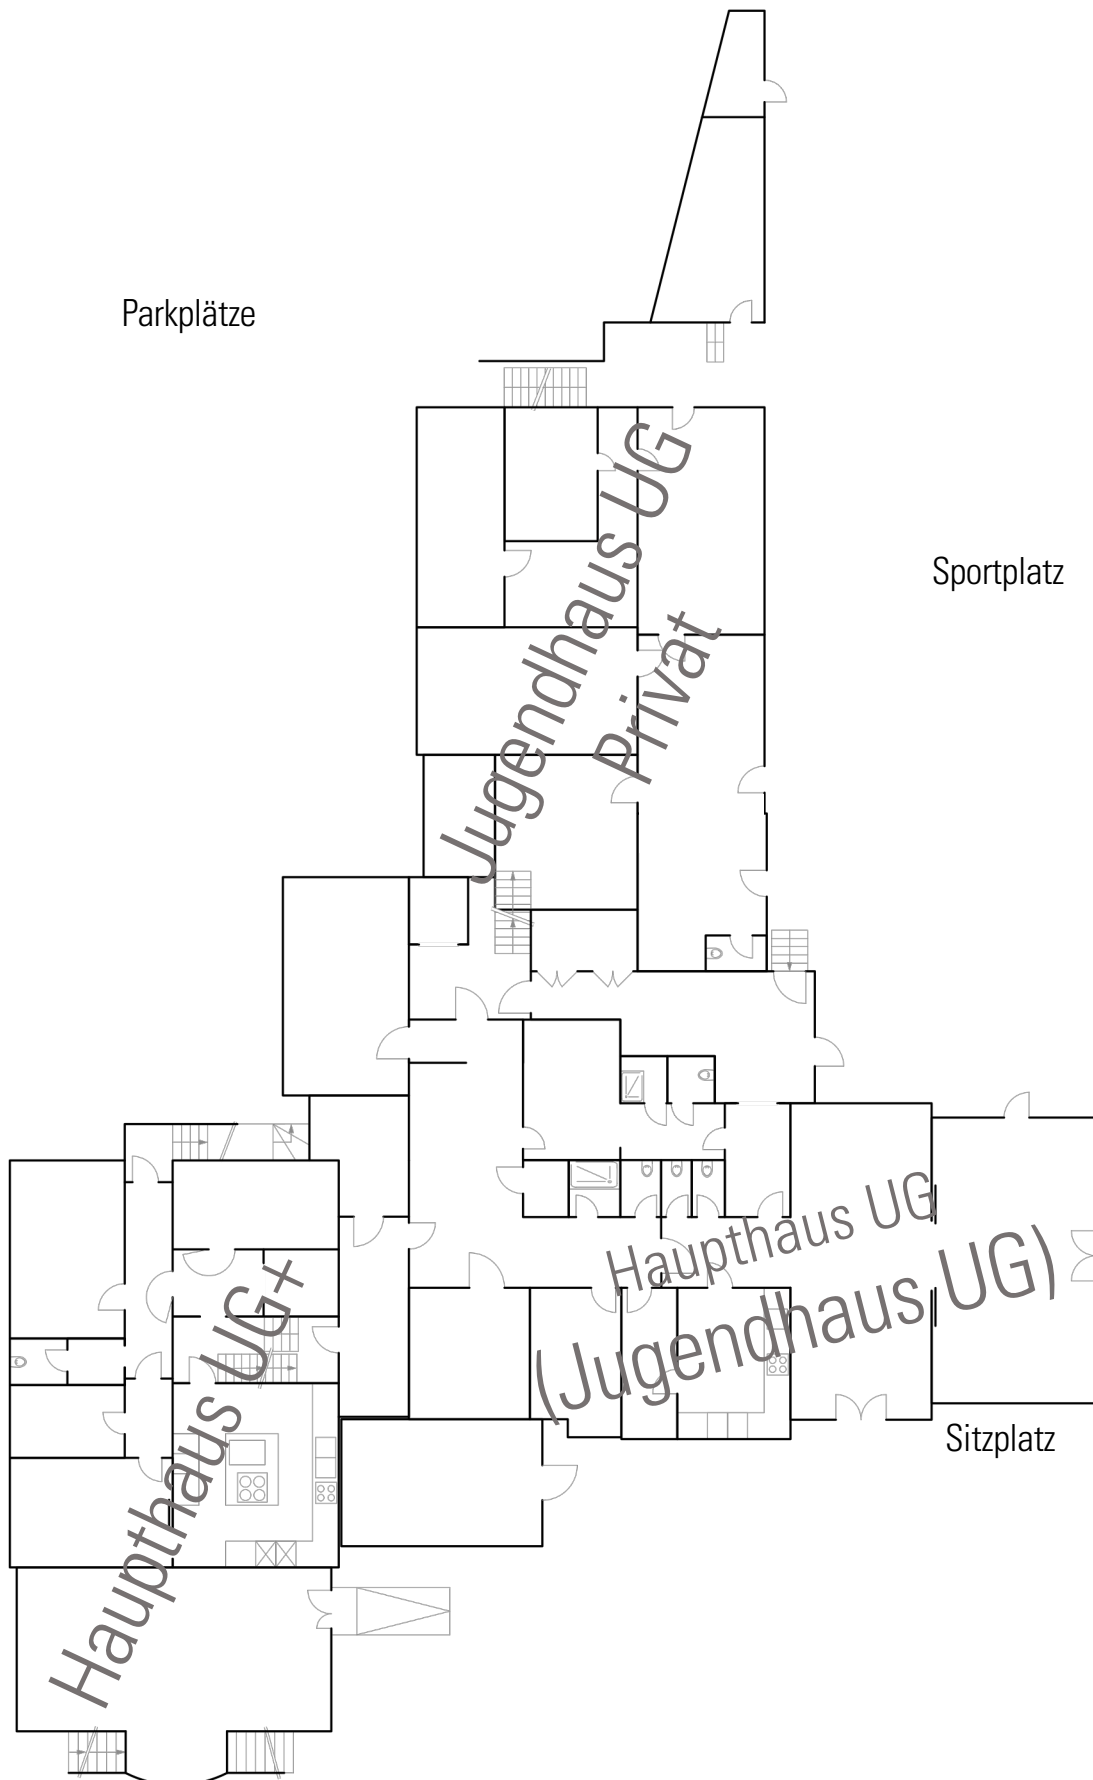 Parkplätze
Jugendhaus UG
Privat
Sportplatz
Haupthaus UG
(Jugendhaus UG)
Haupthaus UG+
Sitzplatz